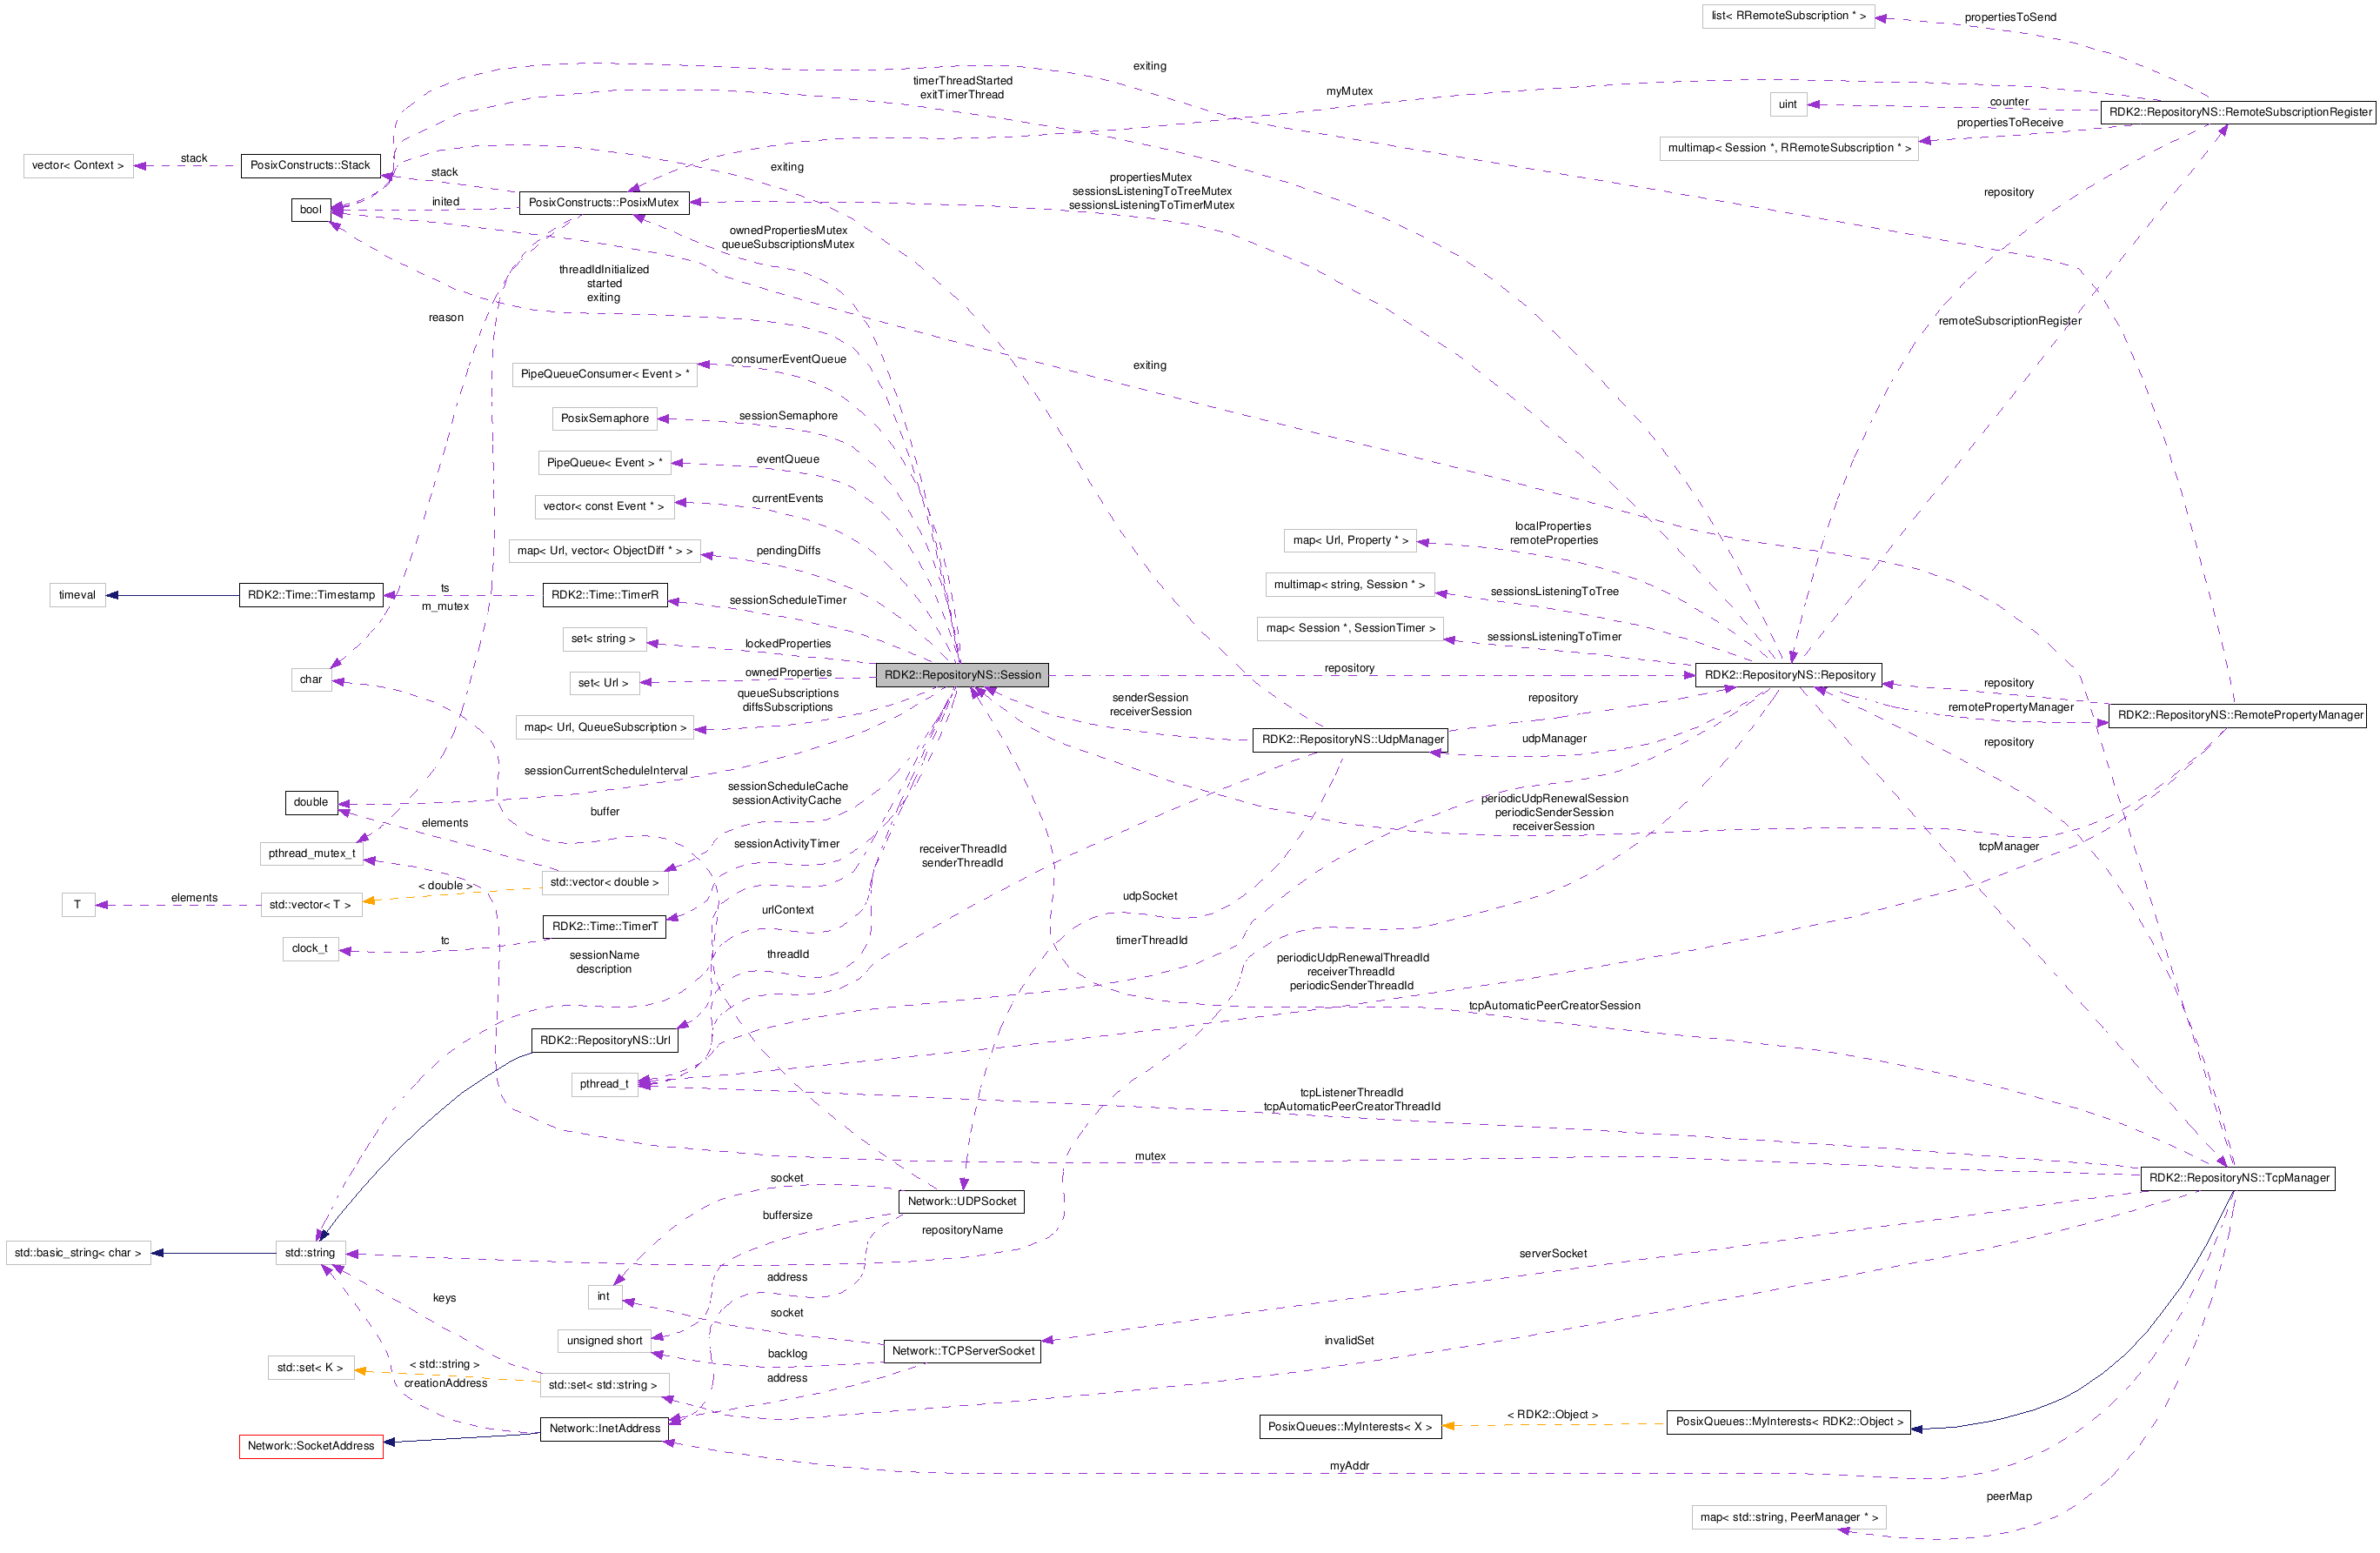 list< RRemoteSubscription * >
propertiesToSend
exiting
timerThreadStarted
exitTimerThread
myMutex
uint
counter
RDK2::RepositoryNS::RemoteSubscriptionRegister
propertiesToReceive
multimap< Session *, RRemoteSubscription * >
vector< Context >
stack
PosixConstructs::Stack
stack
exiting
propertiesMutex
sessionsListeningToTreeMutex
sessionsListeningToTimerMutex
repository
bool
inited
PosixConstructs::PosixMutex
ownedPropertiesMutex
queueSubscriptionsMutex
threadIdInitialized
started
exiting
reason
remoteSubscriptionRegister
consumerEventQueue
PipeQueueConsumer< Event > *
exiting
PosixSemaphore
sessionSemaphore
PipeQueue< Event > *
eventQueue
vector< const Event * >
currentEvents
map< Url, vector< ObjectDiff * > >
pendingDiffs
map< Url, Property * >
localProperties
remoteProperties
timeval
RDK2::Time::Timestamp
ts
m_mutex
RDK2::Time::TimerR
sessionScheduleTimer
multimap< string, Session * >
sessionsListeningToTree
set< string >
lockedProperties
map< Session *, SessionTimer >
sessionsListeningToTimer
char
set< Url >
ownedProperties
RDK2::RepositoryNS::Session
repository
RDK2::RepositoryNS::Repository
repository
remotePropertyManager
RDK2::RepositoryNS::RemotePropertyManager
queueSubscriptions
diffsSubscriptions
map< Url, QueueSubscription >
senderSession
receiverSession
RDK2::RepositoryNS::UdpManager
repository
udpManager
repository
sessionCurrentScheduleInterval
double
elements
buffer
sessionScheduleCache
sessionActivityCache
periodicUdpRenewalSession
periodicSenderSession
receiverSession
pthread_mutex_t
sessionActivityTimer
receiverThreadId
senderThreadId
tcpManager
T
elements
std::vector< T >
< double >
std::vector< double >
udpSocket
RDK2::Time::TimerT
urlContext
clock_t
tc
sessionName
description
threadId
timerThreadId
periodicUdpRenewalThreadId
receiverThreadId
periodicSenderThreadId
tcpAutomaticPeerCreatorSession
RDK2::RepositoryNS::Url
pthread_t
tcpListenerThreadId
tcpAutomaticPeerCreatorThreadId
mutex
RDK2::RepositoryNS::TcpManager
socket
Network::UDPSocket
buffersize
repositoryName
std::basic_string< char >
std::string
serverSocket
address
int
keys
socket
unsigned short
backlog
Network::TCPServerSocket
invalidSet
std::set< K >
< std::string >
creationAddress
std::set< std::string >
address
Network::InetAddress
Network::SocketAddress
PosixQueues::MyInterests< X >
< RDK2::Object >
PosixQueues::MyInterests< RDK2::Object >
myAddr
peerMap
map< std::string, PeerManager * >